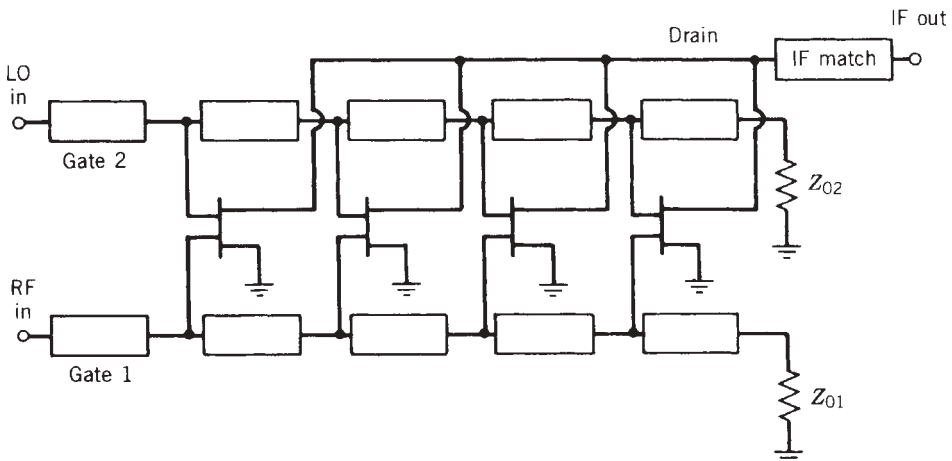 IF out
Drain
IF match
LO
in
Gate 2
Z02
RF
in
Gate 1
Z01